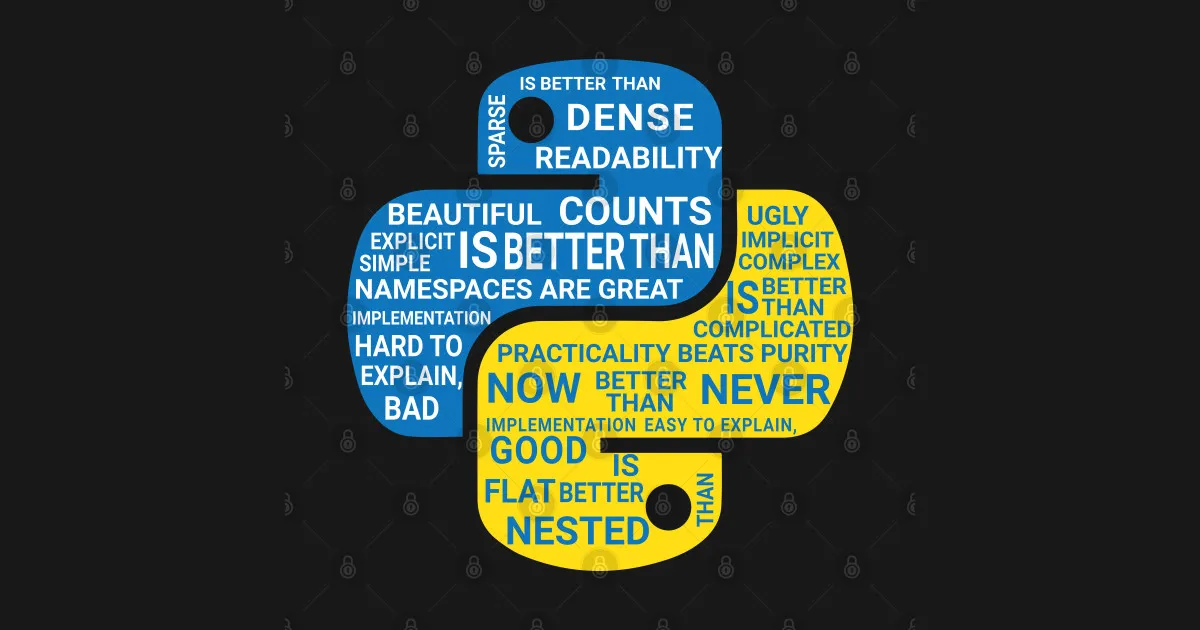 IS BETTER THAN
SPARSE
DENSE
READABILITY
BEAUTIFUL COUNTS
EXPLICIT
SIMPLE
IS BETTER THAN
NAMESPACES ARE GREAT
IMPLEMENTATION
HARD TO
EXPLAIN,
BAD
UGLY
IMPLICIT
COMPLEX
IS BETTER
THAN
COMPLICATED
PRACTICALITY BEATS PURITY
NOW BETTER
THAN NEVER
IMPLEMENTATION EASY TO EXPLAIN,
GOOD
IS
FLAT BETTER
THAN
NESTED